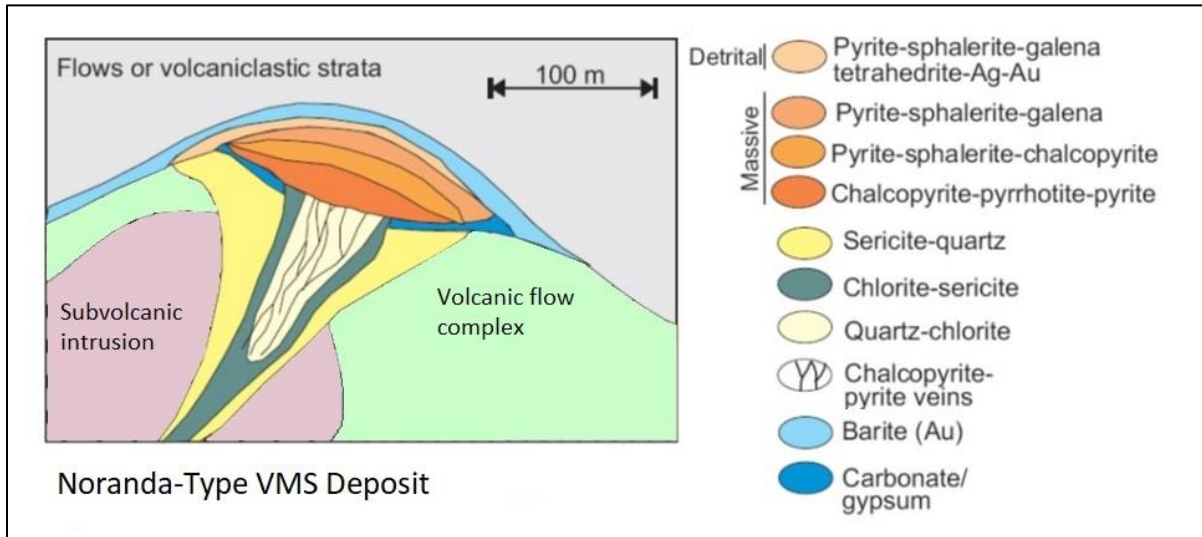 Flows or volcaniclastic strata
100 m
Subvolcanic
intrusion
Volcanic flow
complex
Noranda-Type VMS Deposit
Detrital
Pyrite-sphalerite-galena
tetrahedrite-Ag-Au
Massive
Pyrite-sphalerite-galena
Pyrite-sphalerite-chalcopyrite
Chalcopyrite-pyrrhotite-pyrite
Sericite-quartz
Chlorite-sericite
Quartz-chlorite
Chalcopyrite-
pyrite veins
Barite (Au)
Carbonate/
gypsum